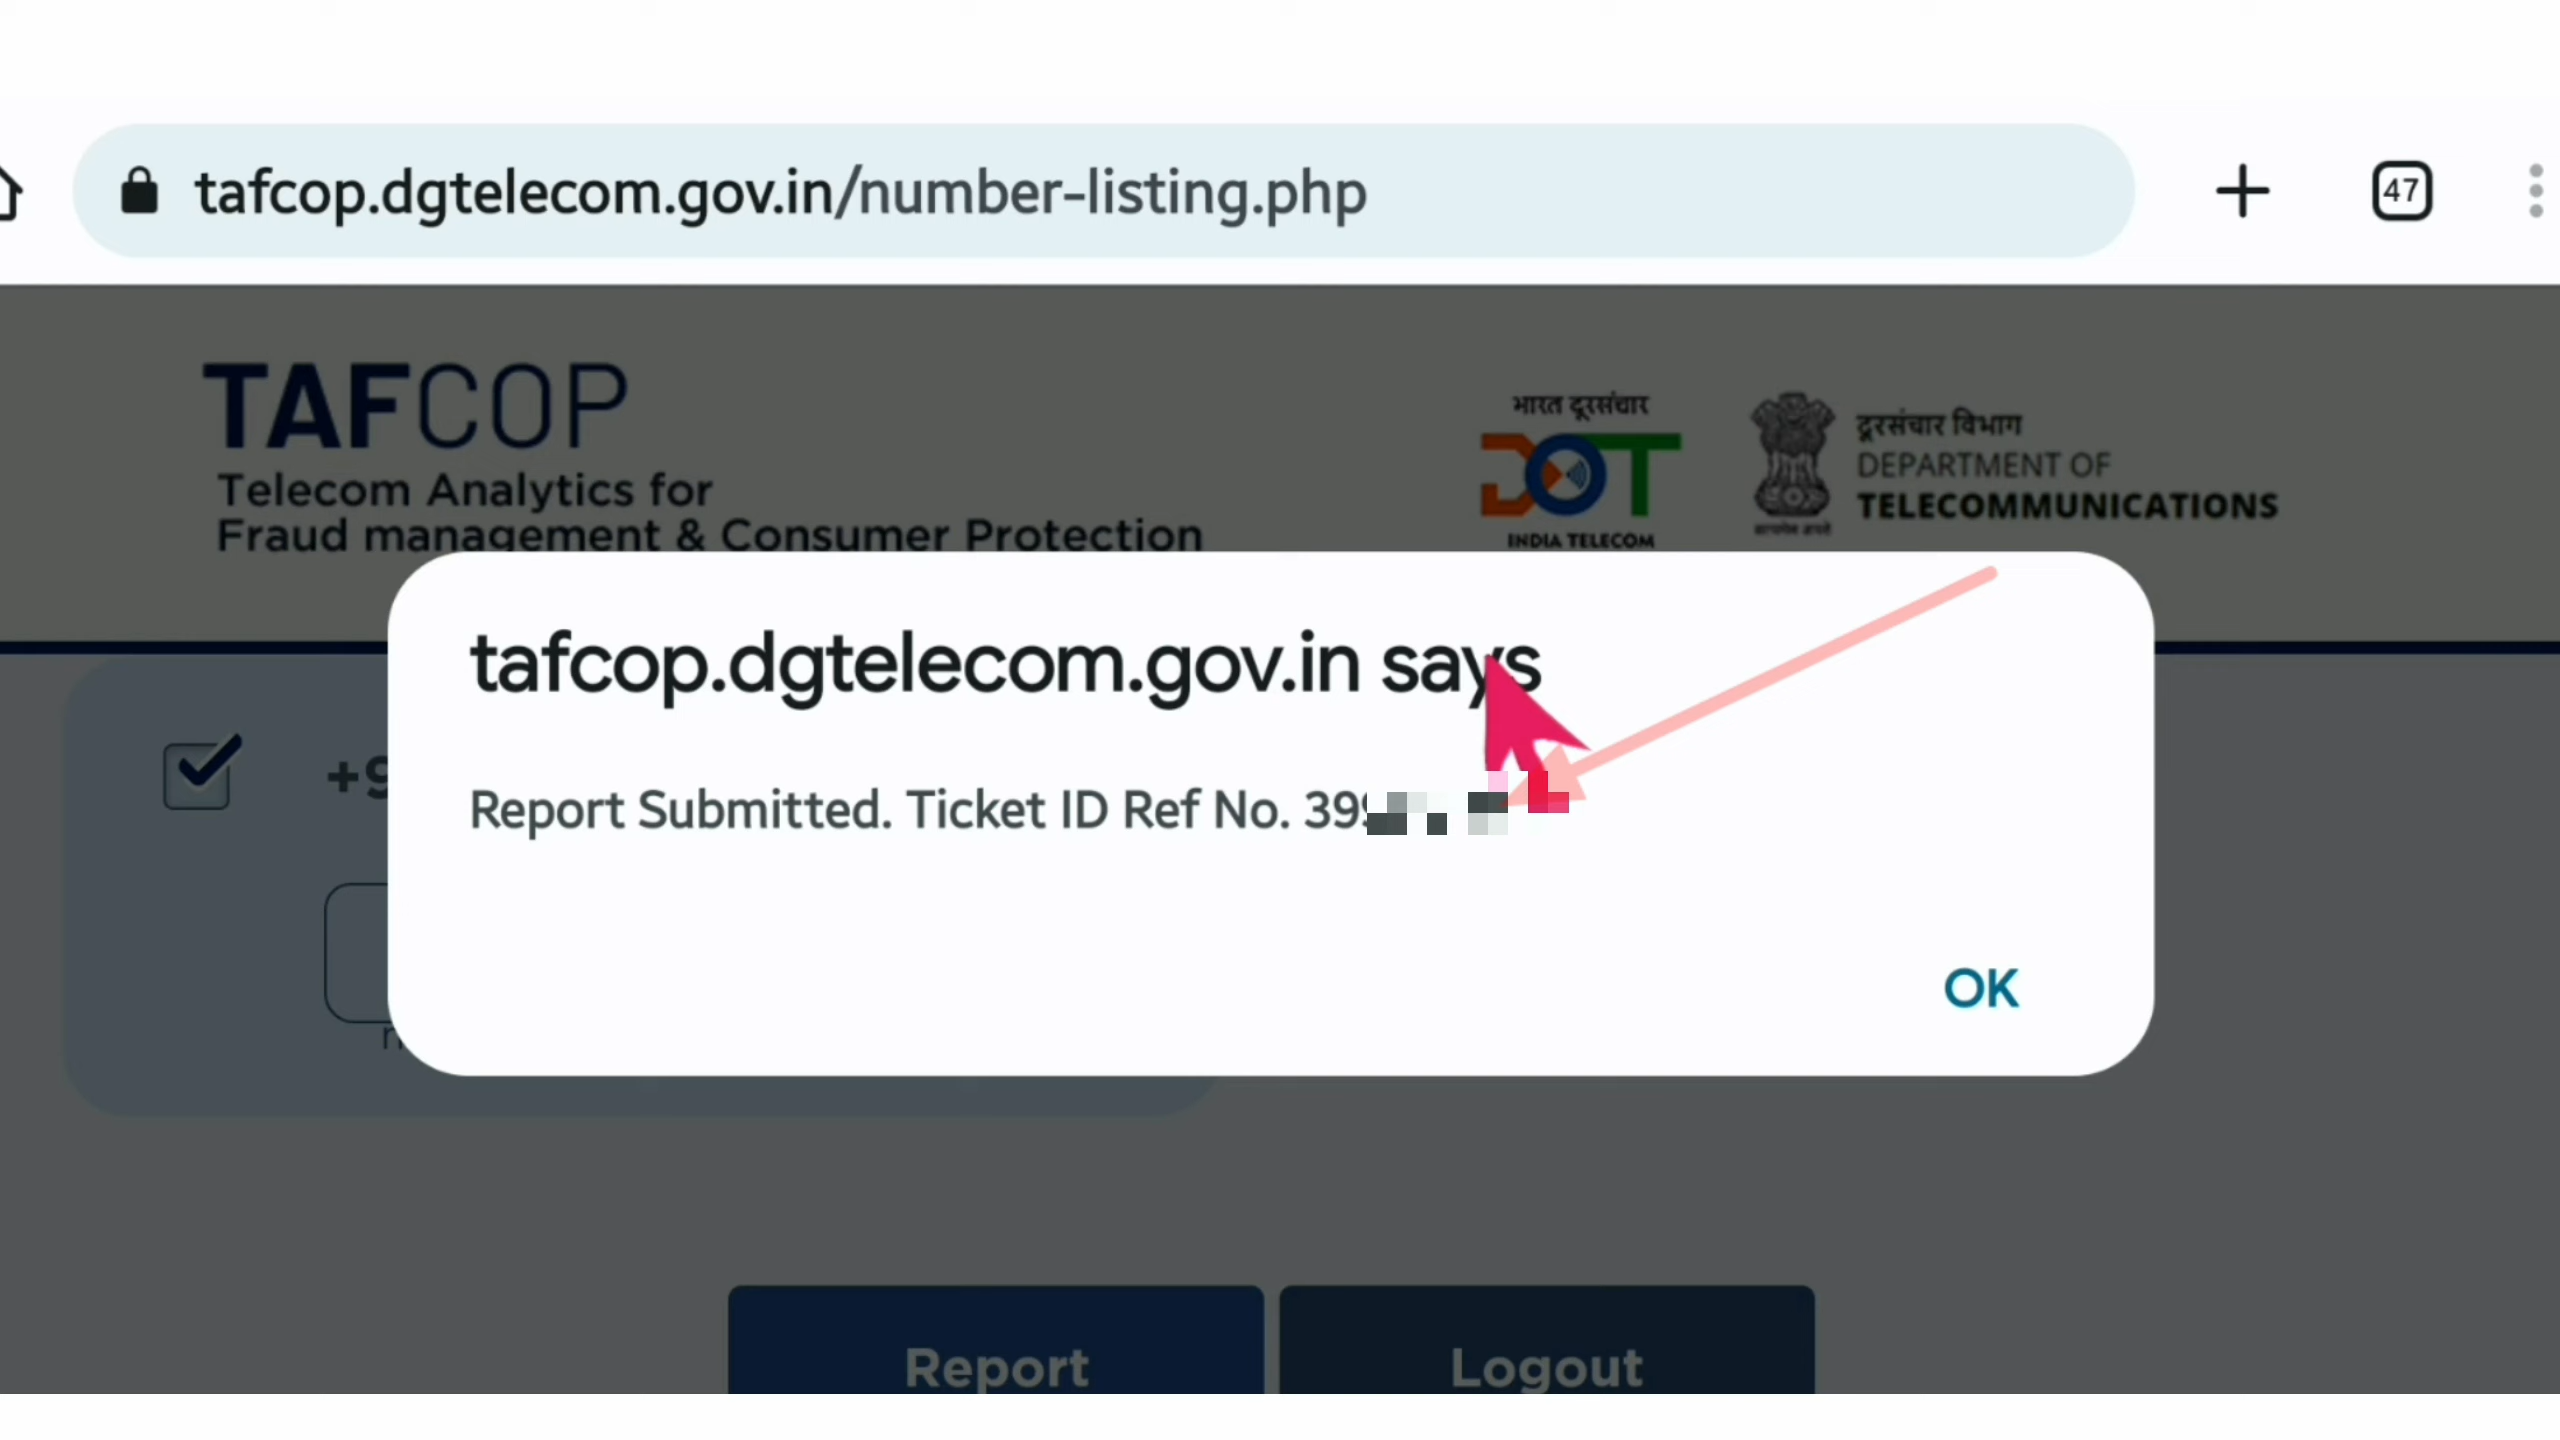 tafcop.dgtelecom.gov.in/number-listing.php
47
TAFCOP
Telecom Analytics for
Fraud management & Consumer Protection
भारत दूरसंचार
DOT
INDIA TELECOM
दूरसंचार विभाग
DEPARTMENT OF
TELECOMMUNICATIONS
tafcop.dgtelecom.gov.in says
Report Submitted. Ticket ID Ref No. 39
OK
+9
Report
Logout